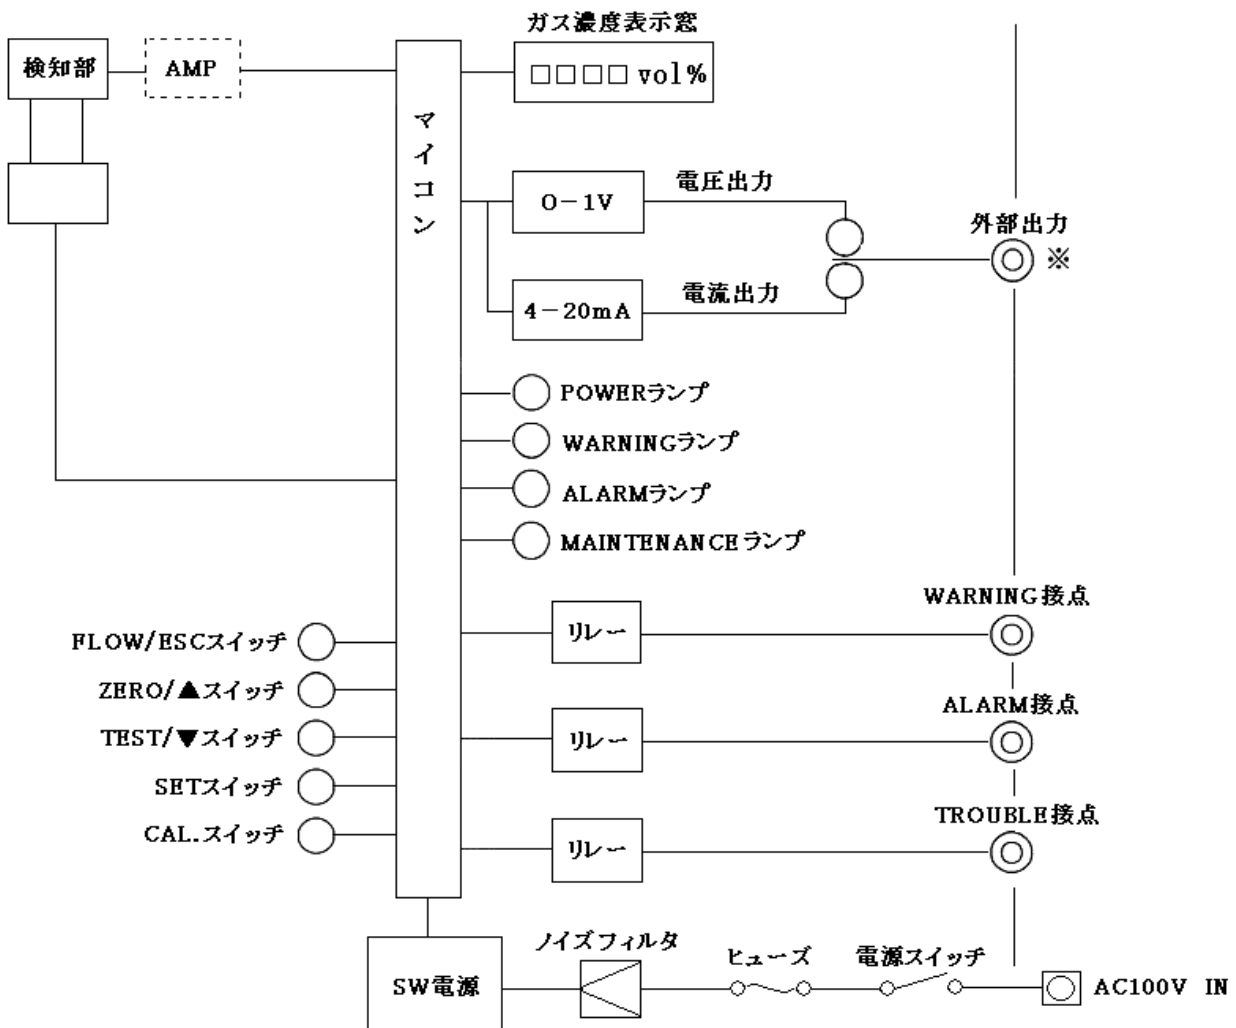 ガス濃度表示窓
検知部
AMP
□□□□ vol%
マイコン
0－1V
電圧出力
外部出力
※
4－20mA
電流出力
POWERランプ
WARNINGランプ
ALARMランプ
MAINTENANCEランプ
WARNING接点
FLOW/ESCスイッチ
リレー
ZERO/▲スイッチ
ALARM接点
TEST/▼スイッチ
リレー
SETスイッチ
TROUBLE接点
CAL.スイッチ
リレー
ノイズフィルタ
ヒューズ
電源スイッチ
SW電源
AC100V IN